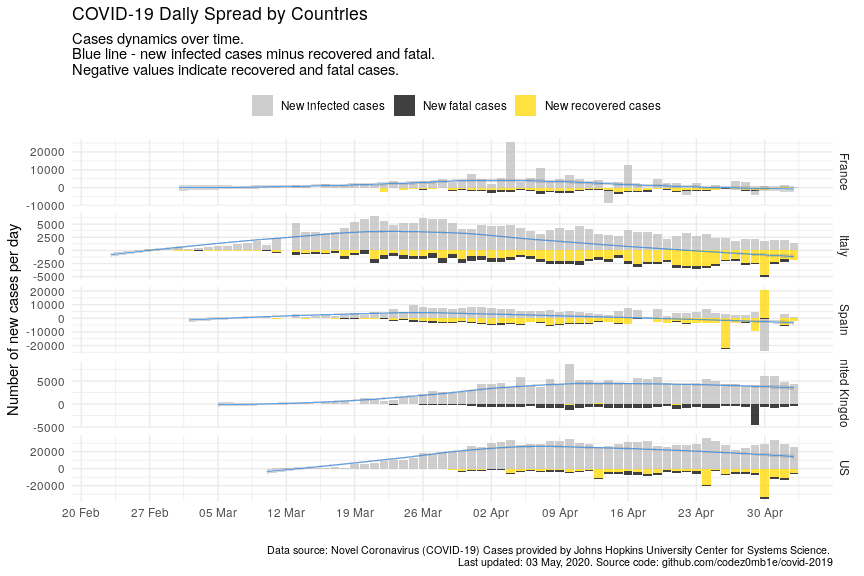 COVID-19 Daily Spread by Countries
Cases dynamics over time.
Blue line - new infected cases minus recovered and fatal.
Negative values indicate recovered and fatal cases.
New infected cases New fatal cases New recovered cases
Number of new cases per day
20000
10000
0
-10000
France
5000
2500
0
-2500
-5000
Italy
20000
10000
0
-10000
-20000
Spain
5000
0
-5000
nited Kingdo
20000
0
-20000
US
20 Feb 27 Feb 05 Mar 12 Mar 19 Mar 26 Mar 02 Apr 09 Apr 16 Apr 23 Apr 30 Apr
Data source: Novel Coronavirus (COVID-19) Cases provided by Johns Hopkins University Center for Systems Science.
Last updated: 03 May, 2020. Source code: github.com/codez0mb1e/covid-2019